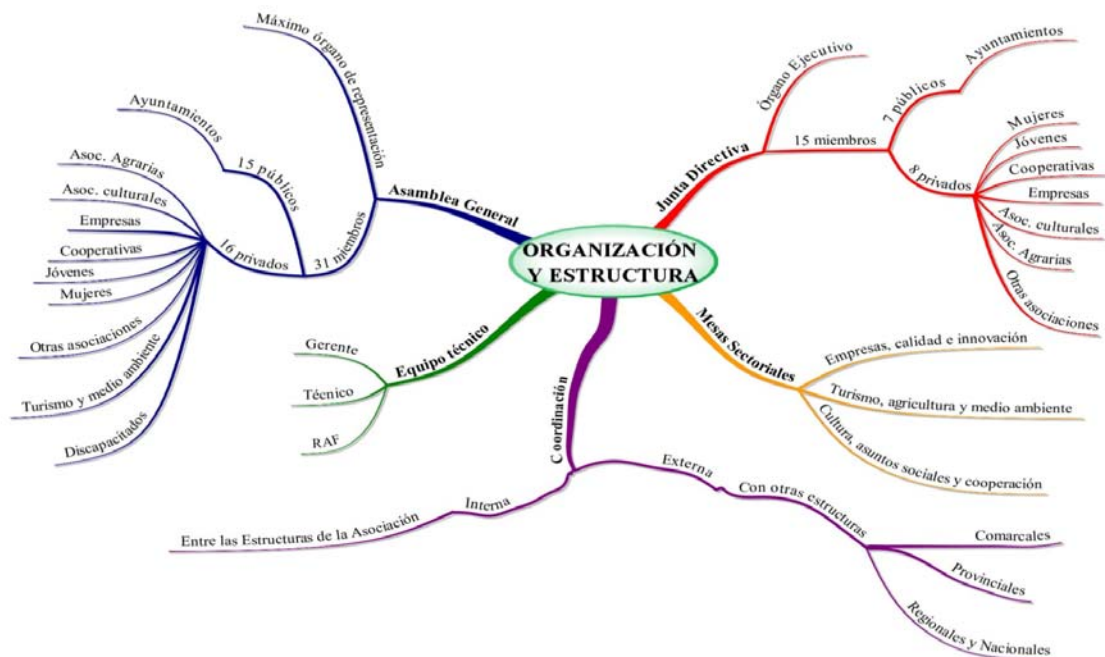 ORGANIZACIÓN
Y ESTRUCTURA
Asamblea General
Máximo órgano de representación
31 miembros
15 públicos
Ayuntamientos
16 privados
Asoc. Agrarias
Asoc. culturales
Empresas
Cooperativas
Jóvenes
Mujeres
Otras asociaciones
Turismo y medio ambiente
Discapacitados
Junta Directiva
Órgano Ejecutivo
15 miembros
7 públicos
Ayuntamientos
8 privados
Mujeres
Jóvenes
Cooperativas
Empresas
Asoc. culturales
Asoc. Agrarias
Otras asociaciones
Equipo técnico
Gerente
Técnico
RAF
Mesas Sectoriales
Empresas, calidad e innovación
Turismo, agricultura y medio ambiente
Cultura, asuntos sociales y cooperación
Coordinación
Interna
Entre las Estructuras de la Asociación
Externa
Con otras estructuras
Comarcales
Provinciales
Regionales y Nacionales